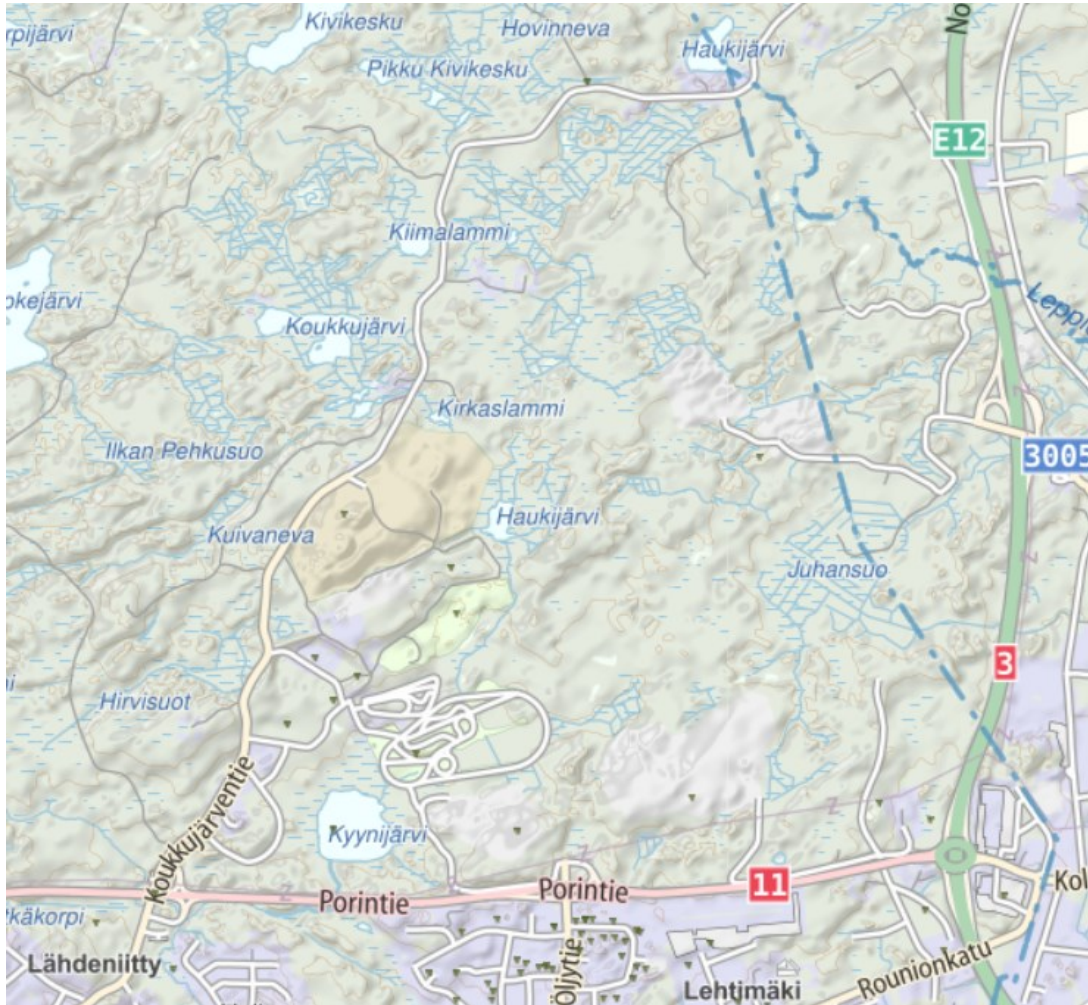 Kivikesku
Hovinneva
Haukijärvi
Pikku Kivikesku
E12
Kiimalammi
Koukkujärvi
Kirkaslammi
Ilkan Pehkusuo
3005
Kuivaneva
Haukijärvi
Juhansuo
3
Hirvisuot
Koukkujärventie
Kyynijärvi
11
Porintie
Porintie
Lähdeniitty
Öljytie
Rounionkatu
Lehtimäki